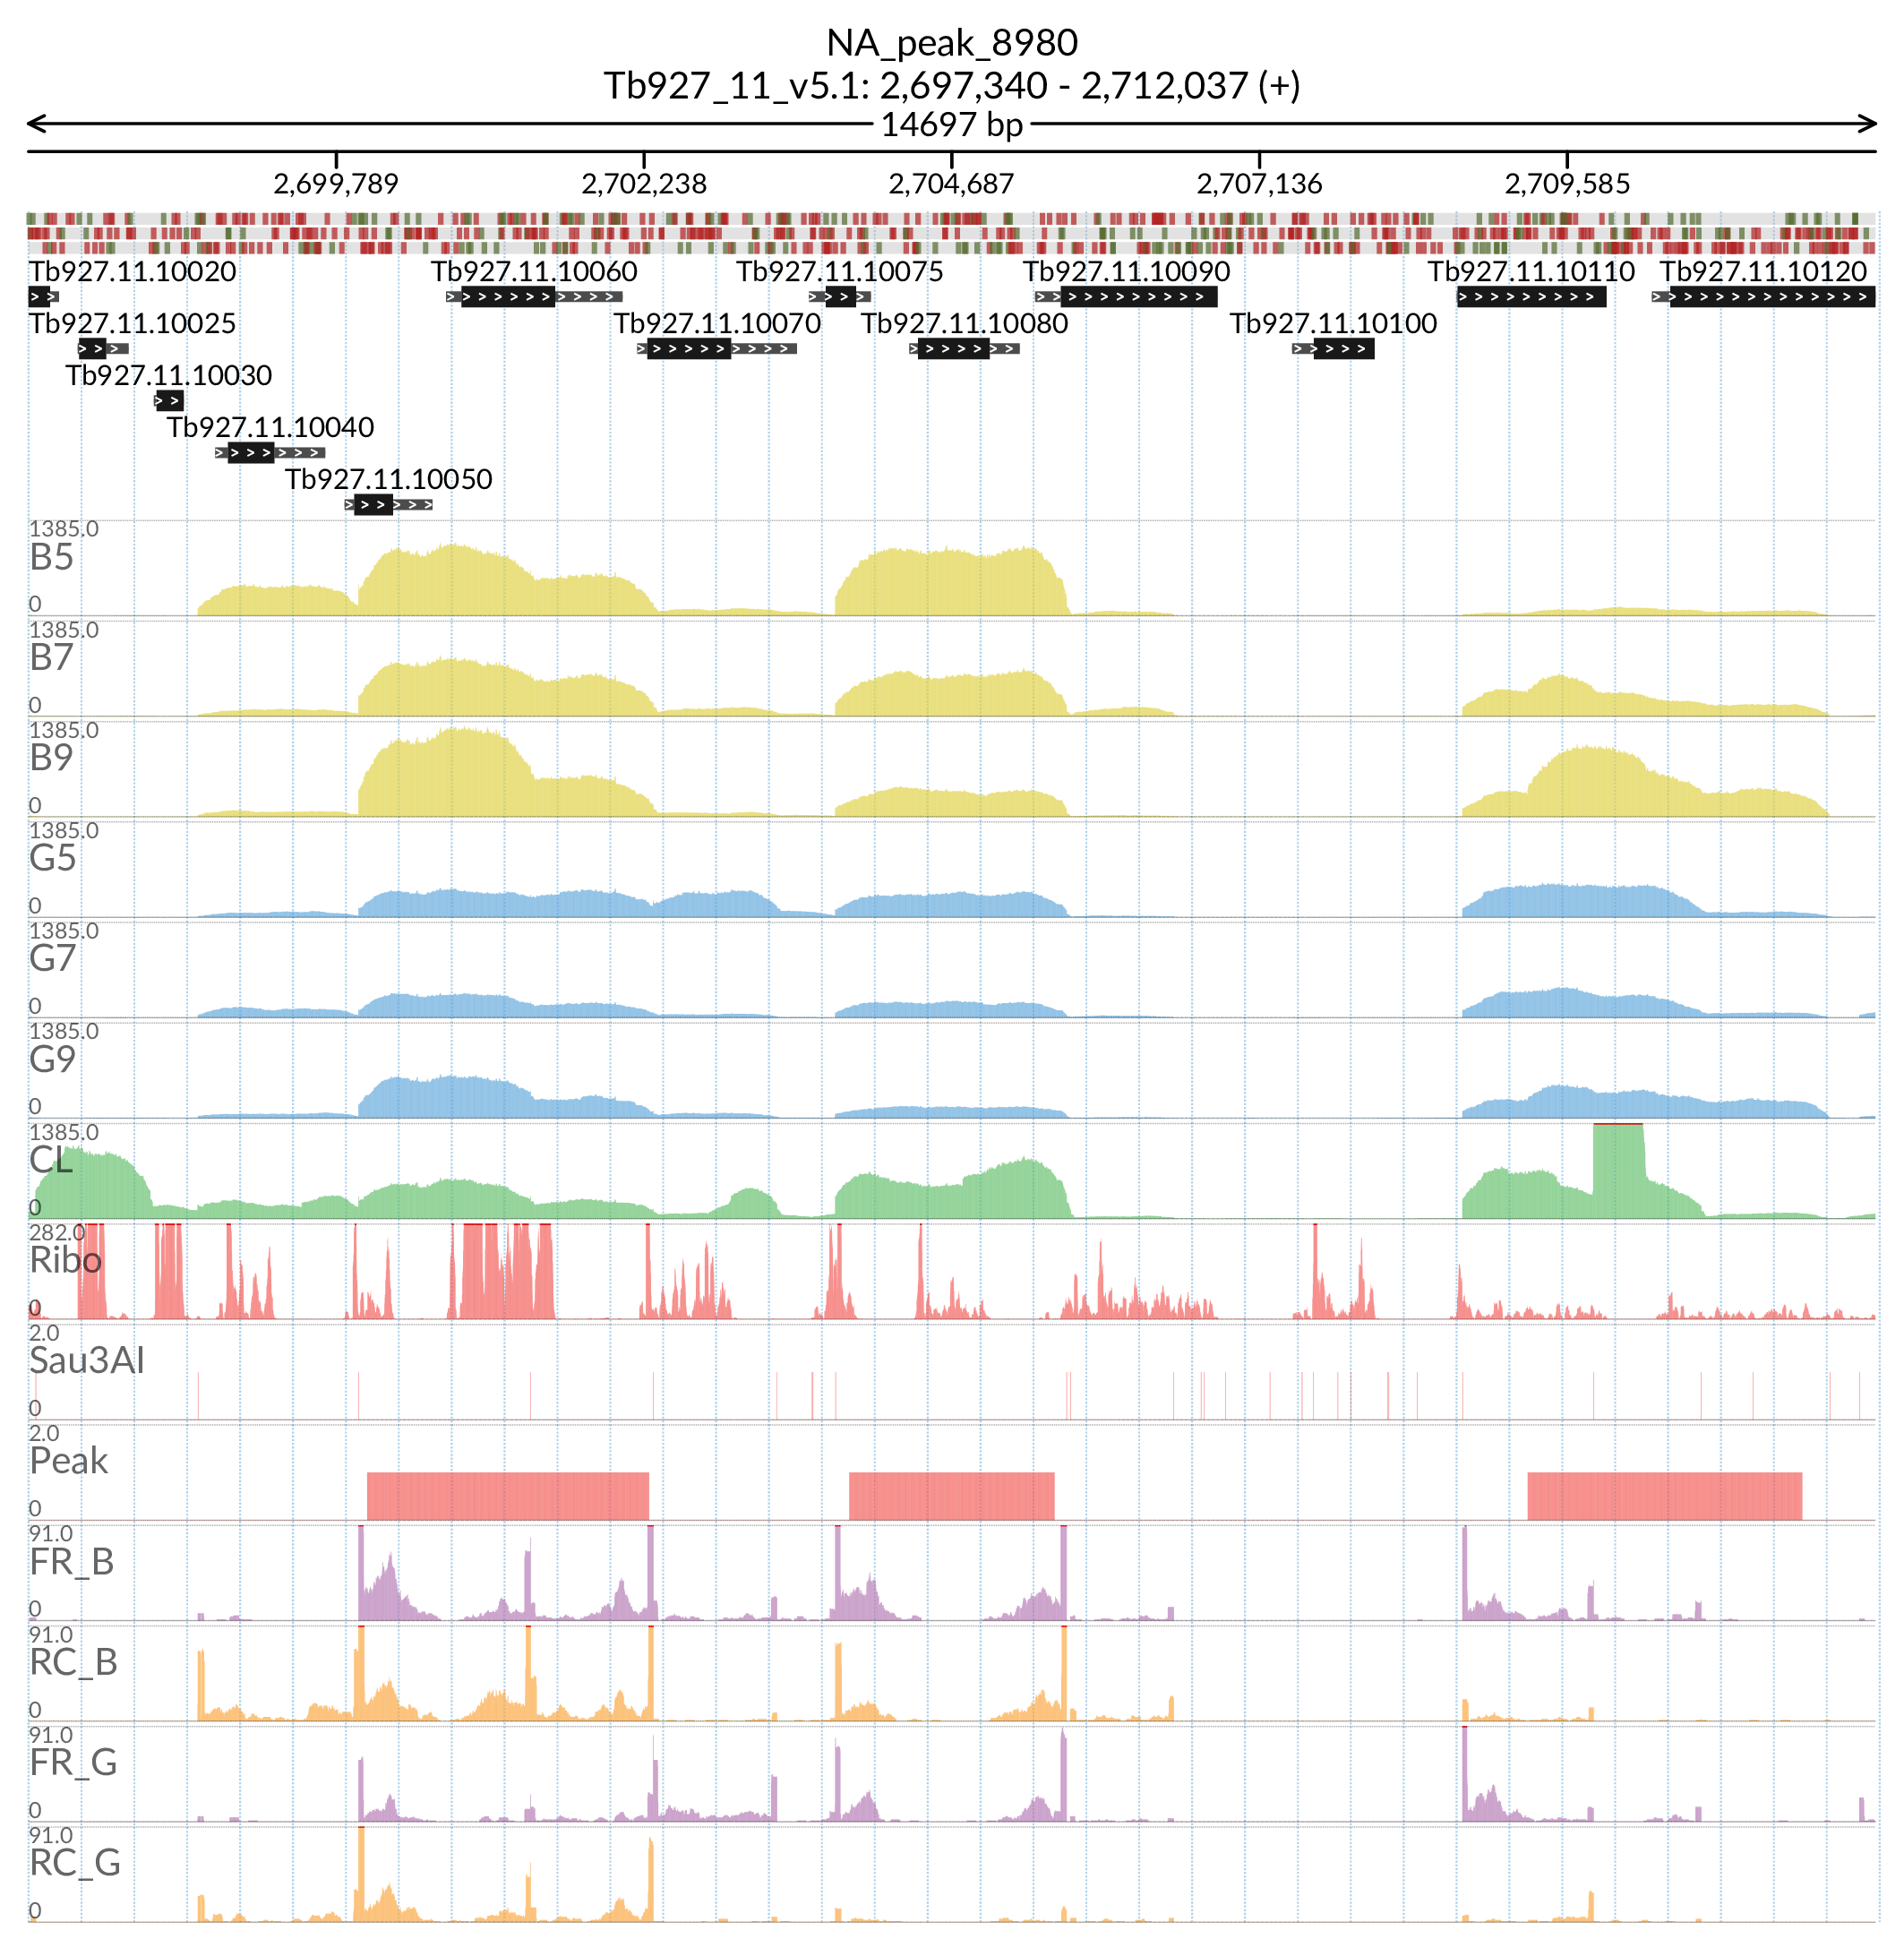 NA_peak_8980
Tb927_11_v5.1: 2,697,340 - 2,712,037 (+)
14697 bp
2,699,789 2,702,238 2,704,687 2,707,136 2,709,585
Tb927.11.10020 Tb927.11.10060 Tb927.11.10075 Tb927.11.10090 Tb927.11.10110 Tb927.11.10120
Tb927.11.10025 Tb927.11.10070 Tb927.11.10080 Tb927.11.10100
Tb927.11.10030
Tb927.11.10040
Tb927.11.10050
1385.0
B5
0
1385.0
B7
0
1385.0
B9
0
1385.0
G5
0
1385.0
G7
0
1385.0
G9
0
1385.0
CL
0
282.0
Ribo
0
2.0
Sau3AI
0
2.0
Peak
0
91.0
FR_B
0
91.0
RC_B
0
91.0
FR_G
0
91.0
RC_G
0